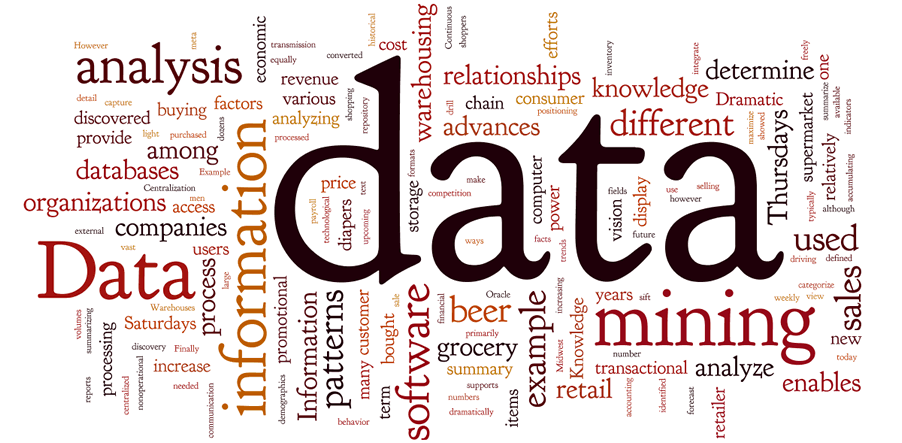 However
meta
analysis
detail
capture
discovered
buying
factors
provide
light
purchased
dozens
among
databases
Example
Centralization
men
organizations
access
external
companies
vast
users
Data
process
large
Warehouses
Saturdays
volumes
summarizing
processing
discovery
Finally
increase
reports
centralized
nonoperational
needed
communication
information
economic
transmission
equally
converted
historical
cost
revenue
various
analyzing
processed
shopping
repository
data
price
payroll
technological
diapers
text
upcoming
warehousing
Continuous
shoppers
efforts
relationships
drill
chain
consumer
positioning
advances
formats
storage
make
competition
computer
power
ways
facts
trends
inventory
integrate
knowledge
determine
freely
one
Dramatic
different
maximize
showed
Thursdays
supermarket
summarize
available
indicators
relatively
typically
although
accumulating
fields
vision
display
future
use
selling
however
used
driving
defined
promotional
demographics
Information
patterns
many
customer
behavior
term
bought
sale
software
financial
beer
Oracle
primarily
grocery
summary
supports
numbers
dramatically
items
example
increasing
Midwest
Knowledge
years
sift
mining
number
transactional
retail
accounting
identified
forecast
retailer
analyze
categorize
weekly
view
sales
new
today
enables